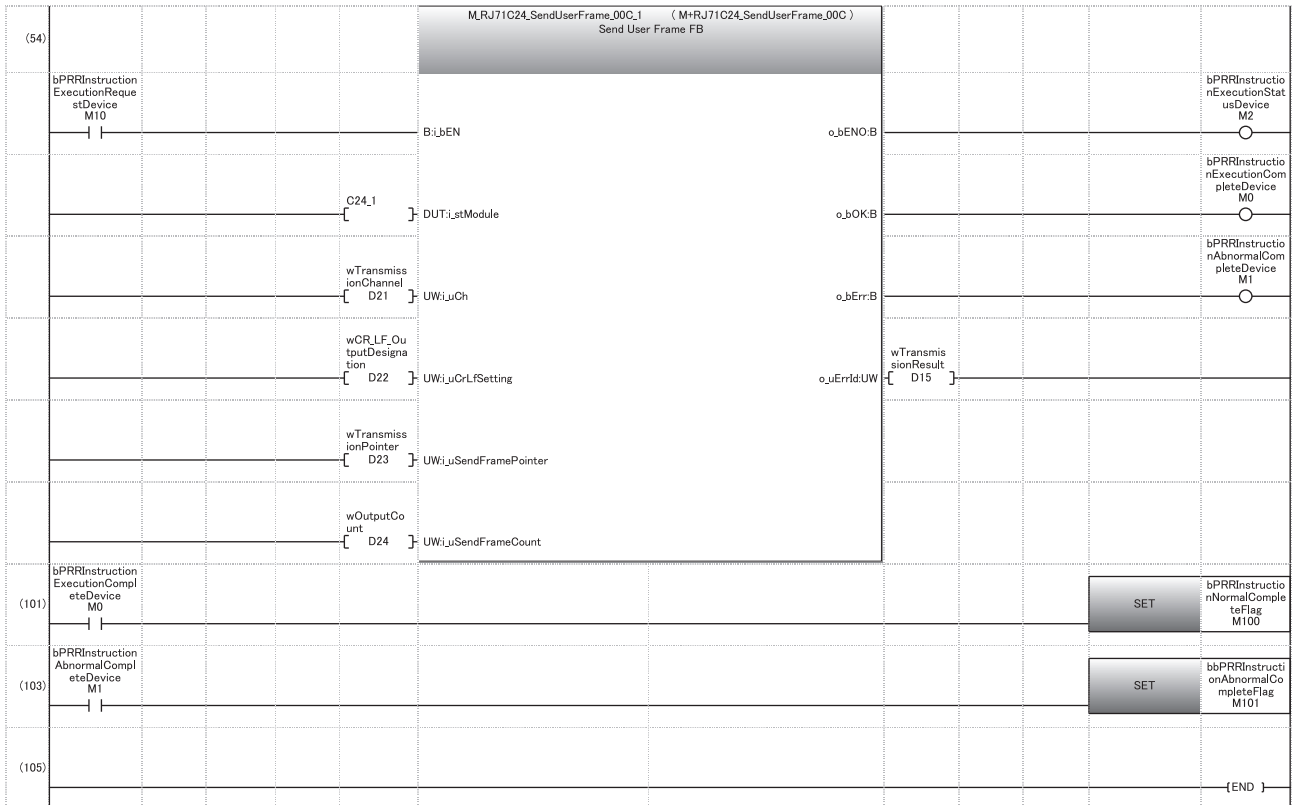 M_RJ71C24_SendUserFrame_00C_1 ( M+RJ71C24_SendUserFrame_00C )
Send User Frame FB
(54)
bPRRInstruction
ExecutionReque
stDevice
M10
B:i_bEN
o_bENO:B
bPRRInstructio
nExecutionStat
usDevice
M2
C24_1
DUT:i_stModule
o_bOK:B
bPRRInstructio
nExecutionCom
pleteDevice
M0
wTransmiss
ionChannel
D21
UW:i_uCh
o_bErr:B
bPRRInstructio
nAbnormalCom
pleteDevice
M1
wCR_LF_Ou
tputDesigna
tion
D22
UW:i_uCrLfSetting
o_uErrId:UW
wTransmis
sionResult
D15
wTransmiss
ionPointer
D23
UW:i_uSendFramePointer
wOutputCo
unt
D24
UW:i_uSendFrameCount
(101)
bPRRInstruction
ExecutionCompl
eteDevice
M0
SET
bPRRInstructio
nNormalComple
teFlag
M100
(103)
bPRRInstruction
AbnormalCompl
eteDevice
M1
SET
bbPRRInstructi
onAbnormalCo
mpleteFlag
M101
(105)
END